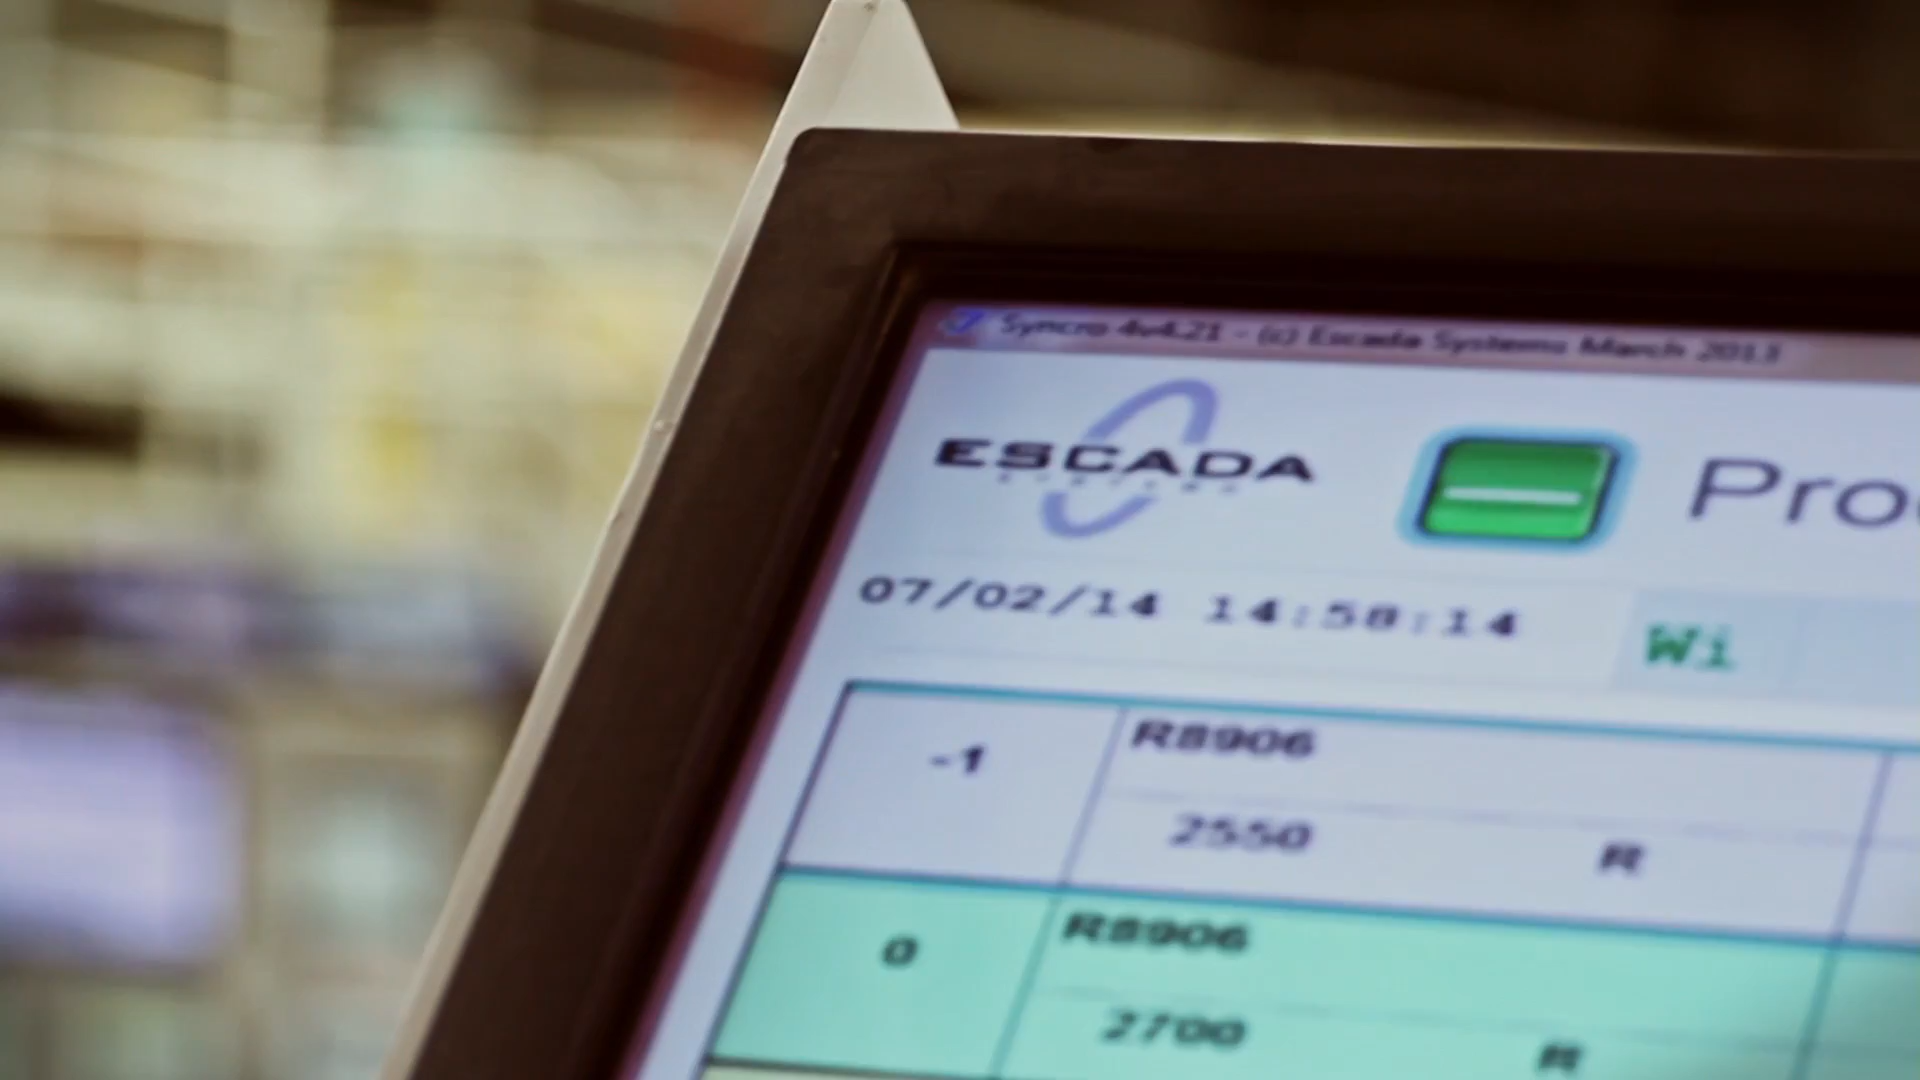 Syncro 4v4.21 - (c) Escada Systems March 2013
ESCADA
SYSTEMS
07/02/14 14:58:14
Wi
-1
R8906
2550 R
0
R8906
2700 R